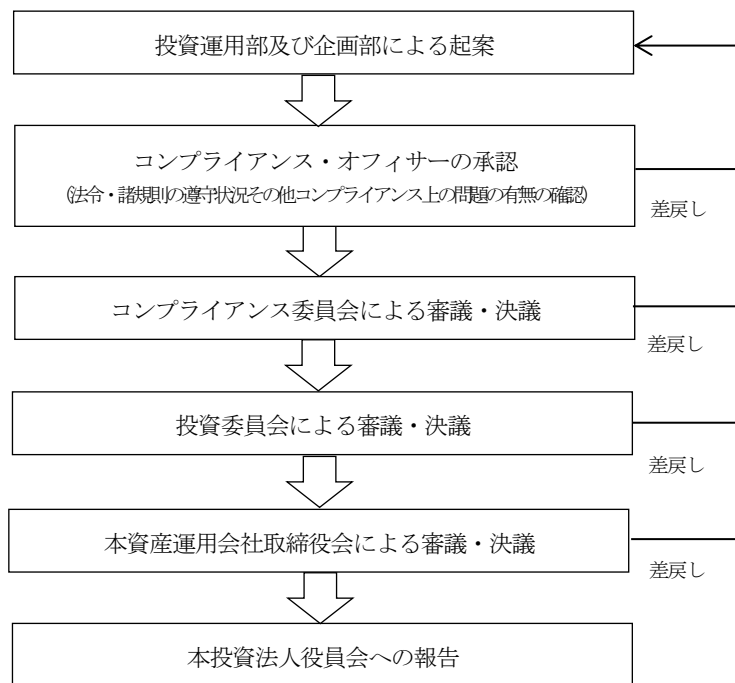 投資運用部及び企画部による起案
コンプライアンス・オフィサーの承認
(法令・諸規則の遵守状況その他コンプライアンス上の問題の有無の確認)
差戻し
コンプライアンス委員会による審議・決議
差戻し
投資委員会による審議・決議
差戻し
本資産運用会社取締役会による審議・決議
差戻し
本投資法人役員会への報告